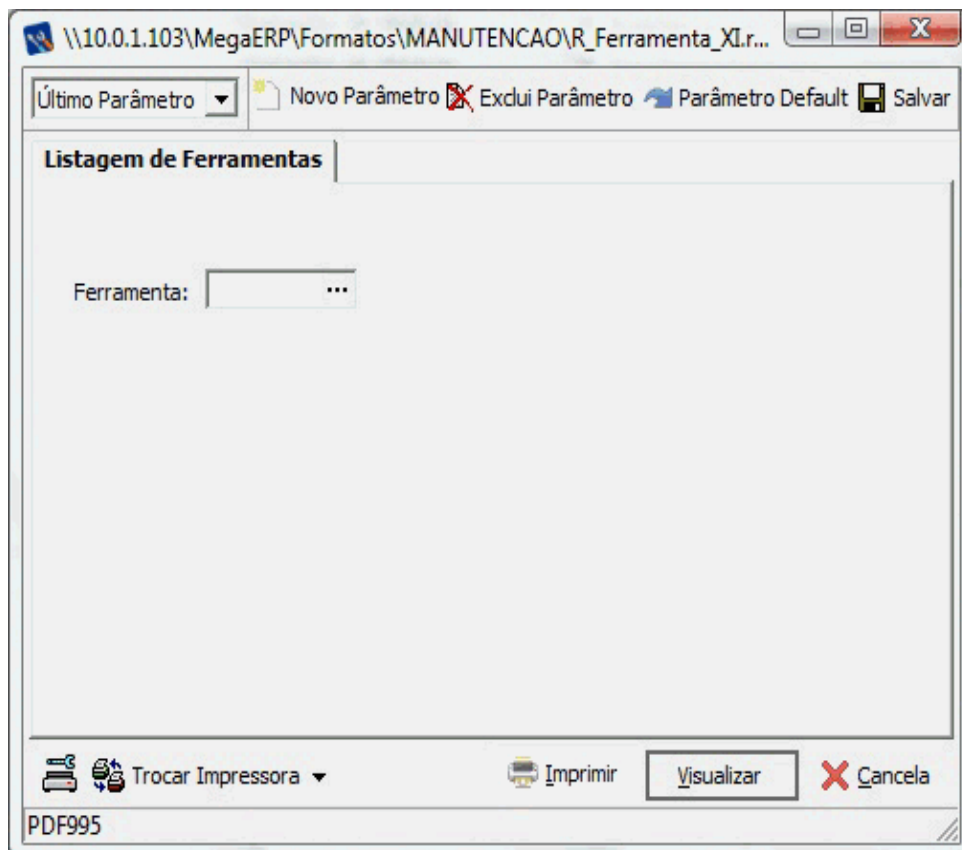 \\10.0.1.103\MegaERP\Formatos\MANUTENCAO\R_Ferramenta_XI.r...
Último Parâmetro Novo Parâmetro Exclui Parâmetro Parâmetro Default Salvar
Listagem de Ferramentas
Ferramenta: ...
Trocar Impressora Imprimir Visualizar Cancela
PDF995